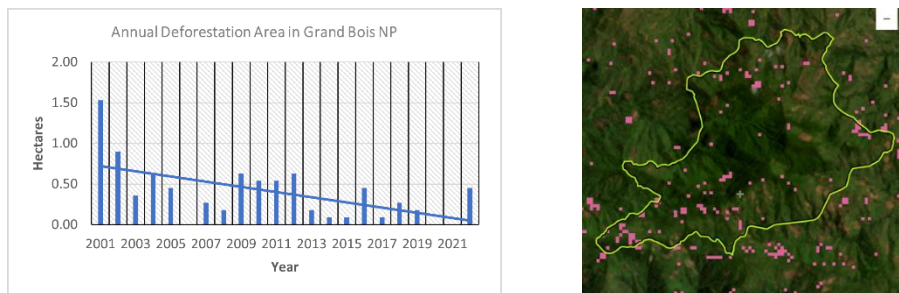 Annual Deforestation Area in Grand Bois NP
2.00
1.50
1.00
0.50
0.00
Hectares
2001 2003 2005 2007 2009 2011 2013 2015 2017 2019 2021
Year